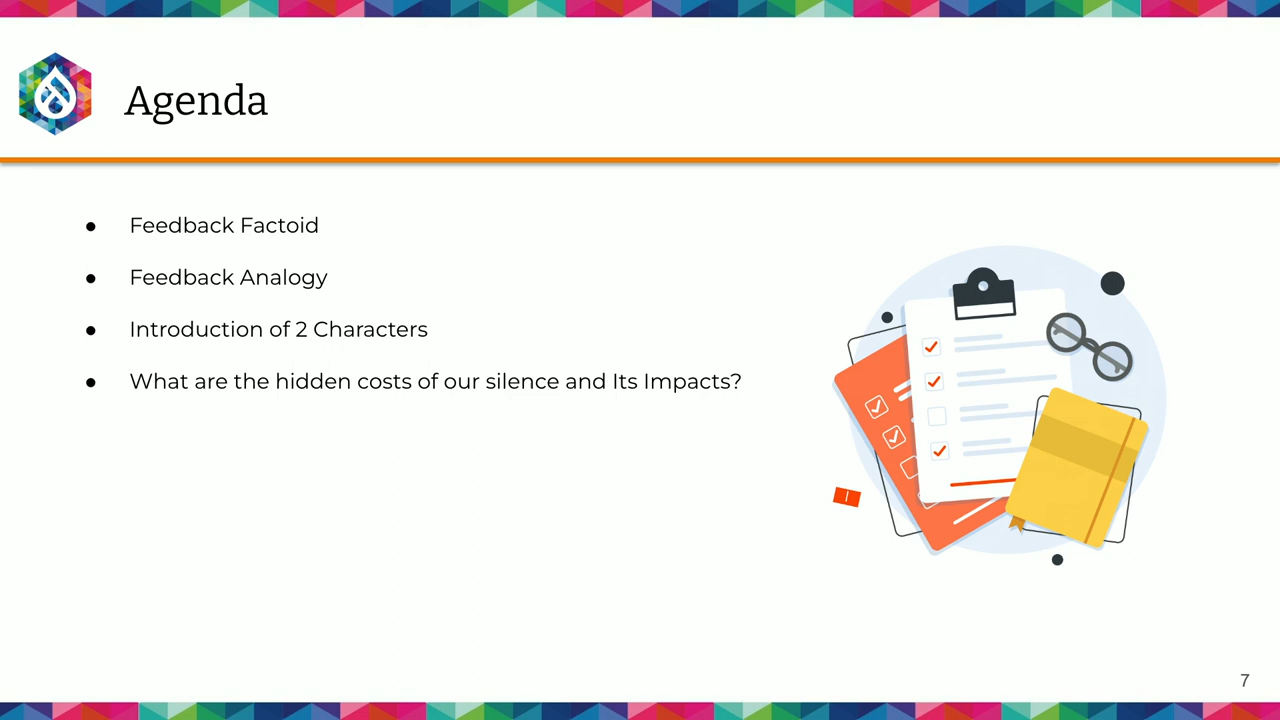 Agenda
● Feedback Factoid
● Feedback Analogy
● Introduction of 2 Characters
● What are the hidden costs of our silence and Its Impacts?
7